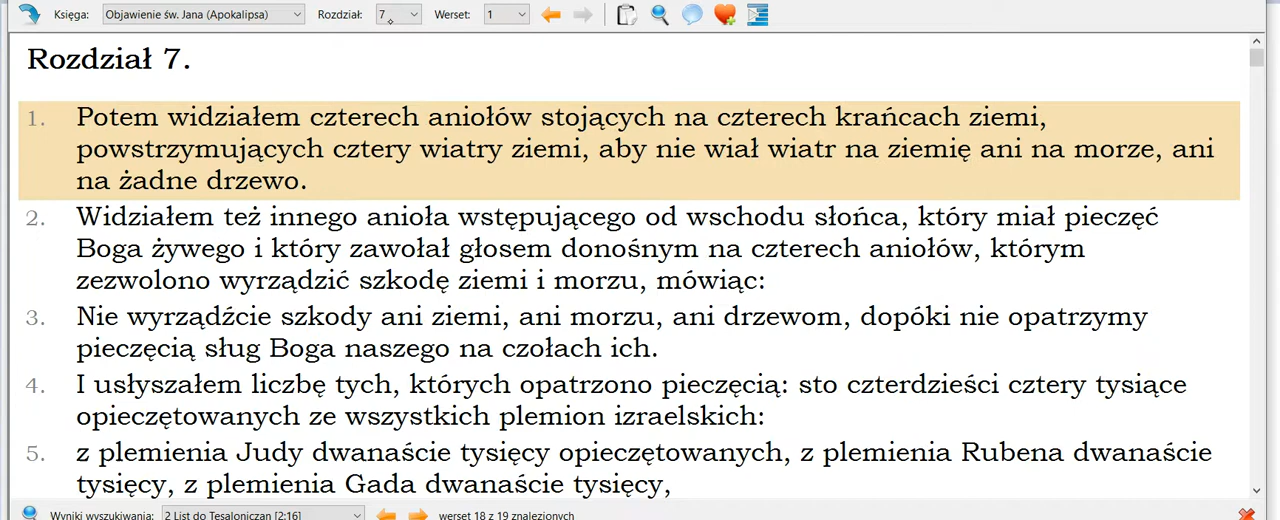 Księga: Objawienie św. Jana (Apokalipsa) Rozdział: 7 Werset: 1
Rozdział 7.
1. Potem widziałem czterech aniołów stojących na czterech krańcach ziemi,
powstrzymujących cztery wiatry ziemi, aby nie wiał wiatr na ziemię ani na morze, ani
na żadne drzewo.
2. Widziałem też innego anioła wstępującego od wschodu słońca, który miał pieczęć
Boga żywego i który zawołał głosem donośnym na czterech aniołów, którym
zezwolono wyrządzić szkodę ziemi i morzu, mówiąc:
3. Nie wyrządźcie szkody ani ziemi, ani morzu, ani drzewom, dopóki nie opatrzymy
pieczęcią sług Boga naszego na czołach ich.
4. I usłyszałem liczbę tych, których opatrzono pieczęcią: sto czterdzieści cztery tysiące
opieczętowanych ze wszystkich plemion izraelskich:
5. z plemienia Judy dwanaście tysięcy opieczętowanych, z plemienia Rubena dwanaście
tysięcy, z plemienia Gada dwanaście tysięcy,
Wyniki wyszukiwania: 2 List do Tesaloniczan [2:16] werset 18 z 19 znalezionych